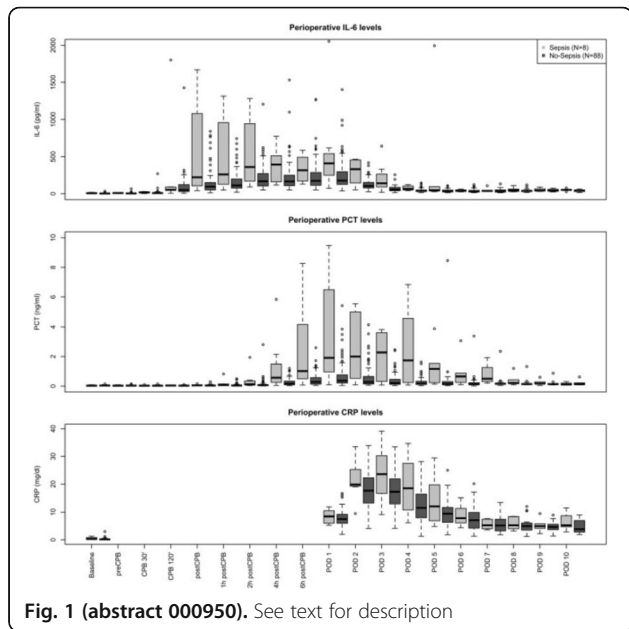 Perioperative IL-6 levels
Sepsis (N=8)
No-Sepsis (N=88)
IL-6 (pg/ml)
2000
1500
1000
500
0
Perioperative PCT levels
PCT (ng/ml)
10
8
6
4
2
0
Perioperative CRP levels
CRP (mg/dl)
40
30
20
10
0
Baseline
preCPB
CPB 30'
CPB 120'
postCPB
1h postCPB
2h postCPB
4h postCPB
6h postCPB
POD 1
POD 2
POD 3
POD 4
POD 5
POD 6
POD 7
POD 8
POD 9
POD 10
Fig. 1 (abstract 000950). See text for description